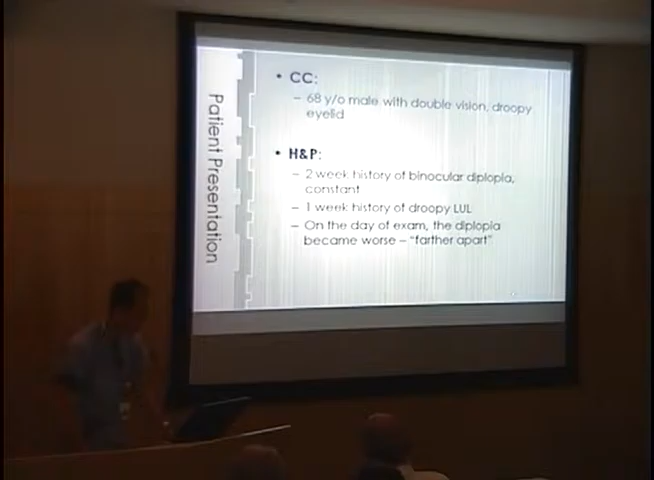 Patient Presentation
• CC:
– 68 y/o male with double vision, droopy
eyelid
• H&P:
– 2 week history of binocular diplopia,
constant
– 1 week history of droopy LUL
– On the day of exam, the diplopia
became worse – "farther apart"